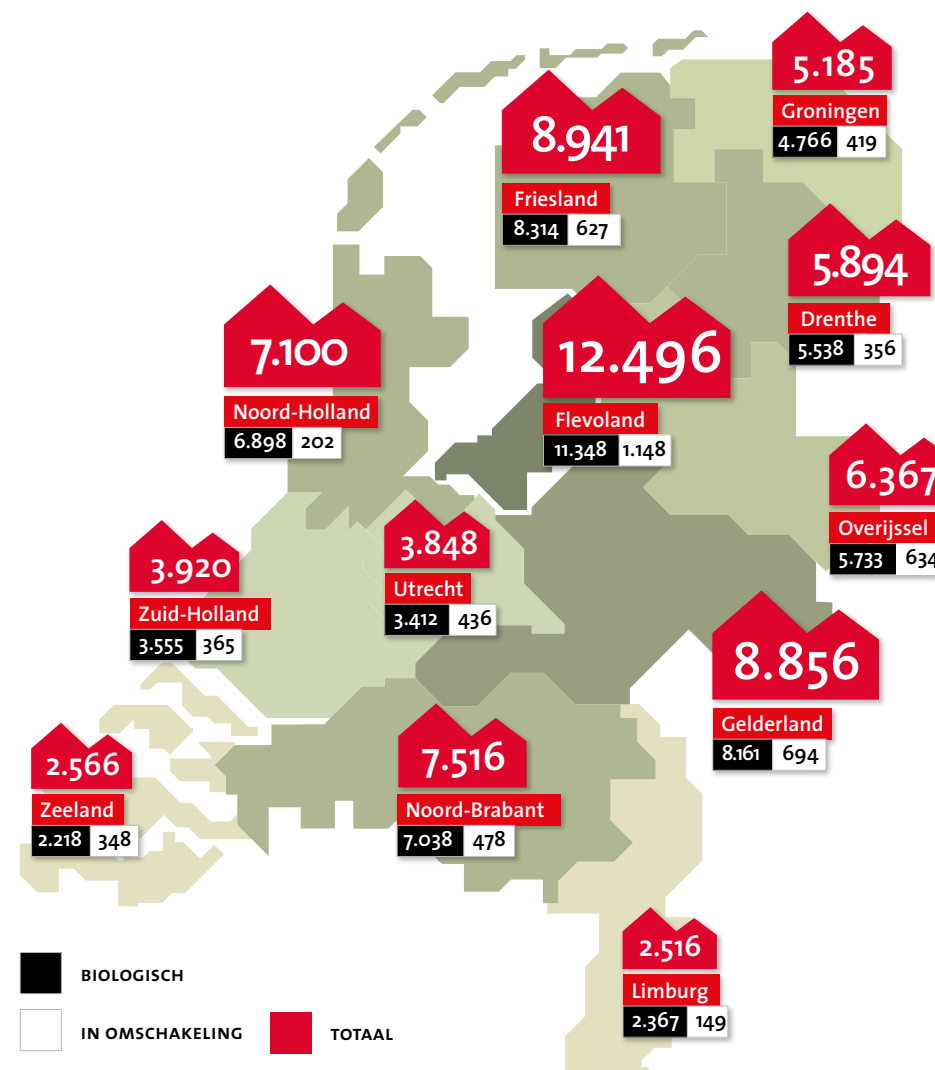 5.185
Groningen
4.766 419
8.941
Friesland
8.314 627
5.894
Drenthe
5.538 356
7.100
Noord-Holland
6.898 202
12.496
Flevoland
11.348 1.148
6.367
Overijssel
5.733 634
3.920
Zuid-Holland
3.555 365
3.848
Utrecht
3.412 436
8.856
Gelderland
8.161 694
2.566
Zeeland
2.218 348
7.516
Noord-Brabant
7.038 478
2.516
Limburg
2.367 149
BIOLOGISCH
IN OMSCHAKELING TOTAAL